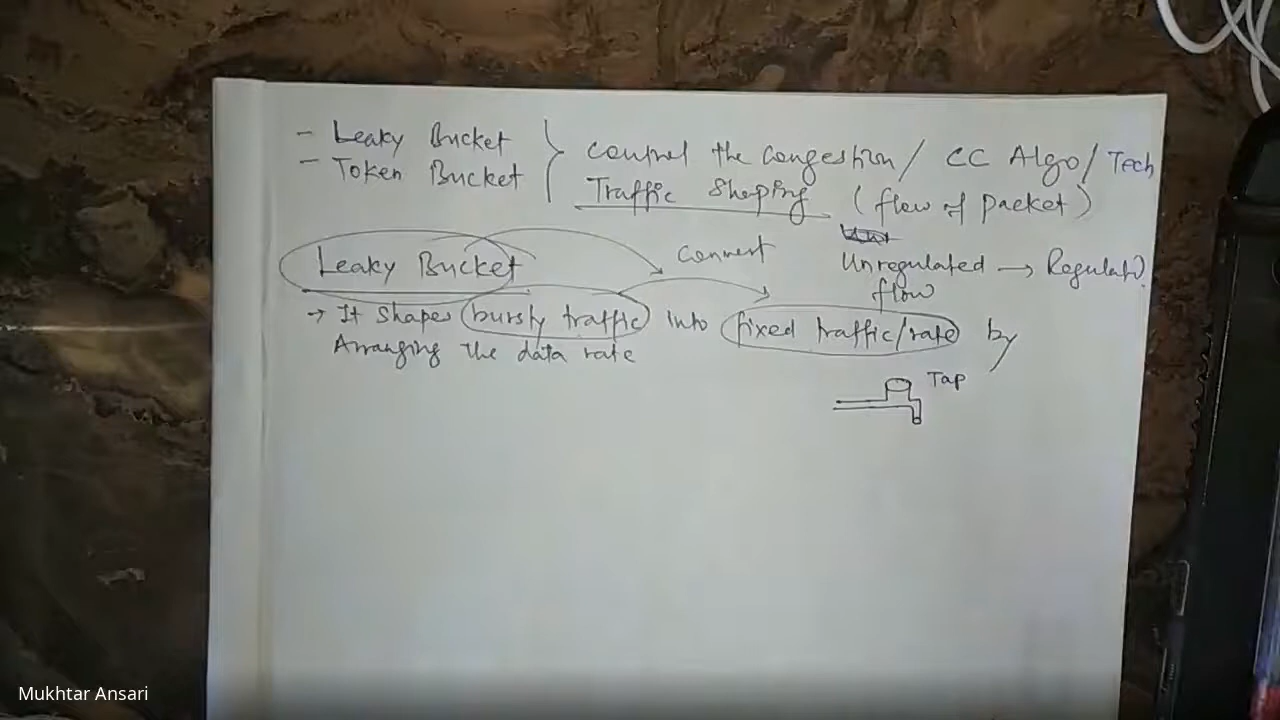 - Leaky Bucket
- Token Bucket
control the congestion / CC Algo / Tech
Traffic Shaping (flow of packet)
Leaky Bucket
Convert
Unregulated → Regulated
flow
→ It shapes bursty traffic into fixed traffic/rate by
Arranging the data rate
Tap
Mukhtar Ansari